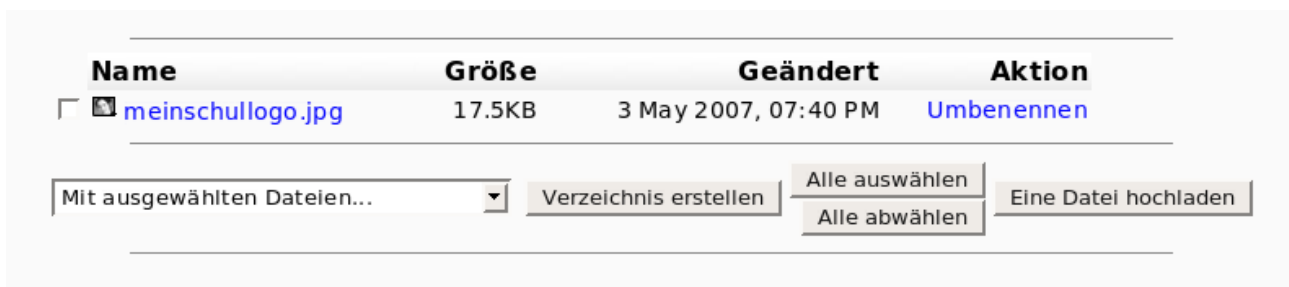 Name Größe Geändert Aktion
meinschullogo.jpg 17.5KB 3 May 2007, 07:40 PM Umbenennen
Mit ausgewählten Dateien... Verzeichnis erstellen Alle auswählen Eine Datei hochladen
Alle abwählen